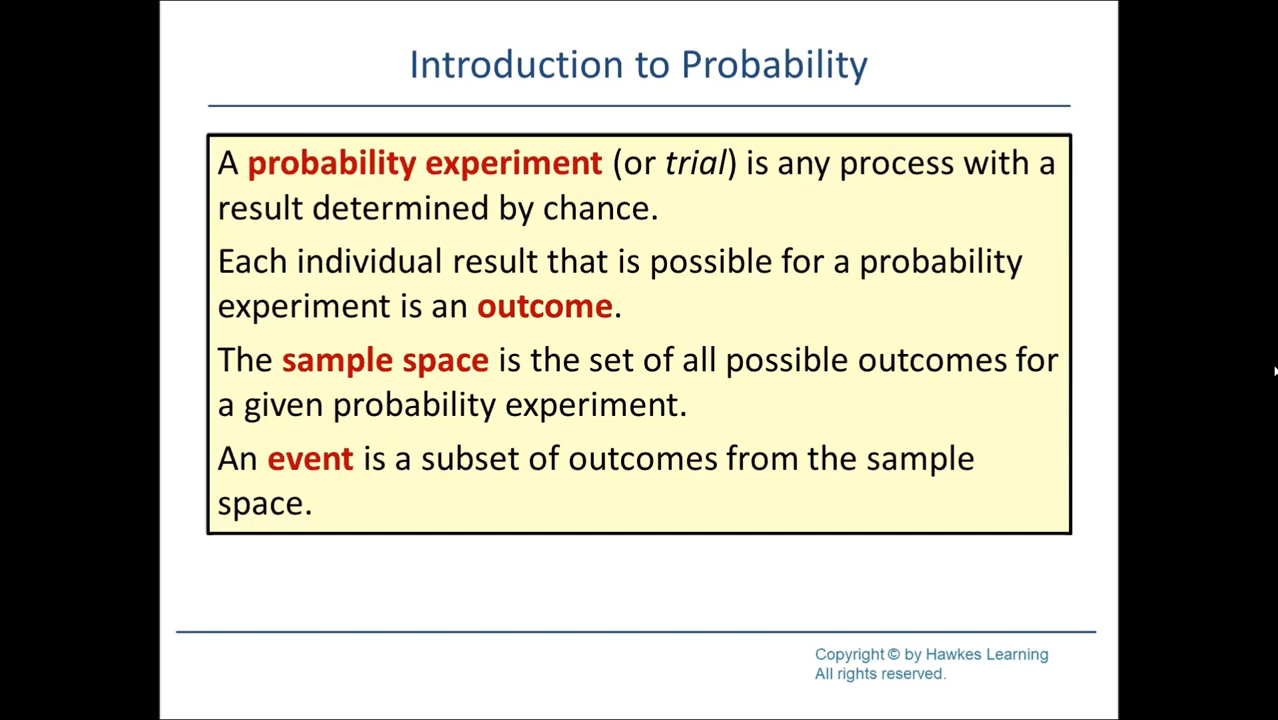 Introduction to Probability
A probability experiment (or trial) is any process with a
result determined by chance.
Each individual result that is possible for a probability
experiment is an outcome.
The sample space is the set of all possible outcomes for
a given probability experiment.
An event is a subset of outcomes from the sample
space.
Copyright © by Hawkes Learning
All rights reserved.